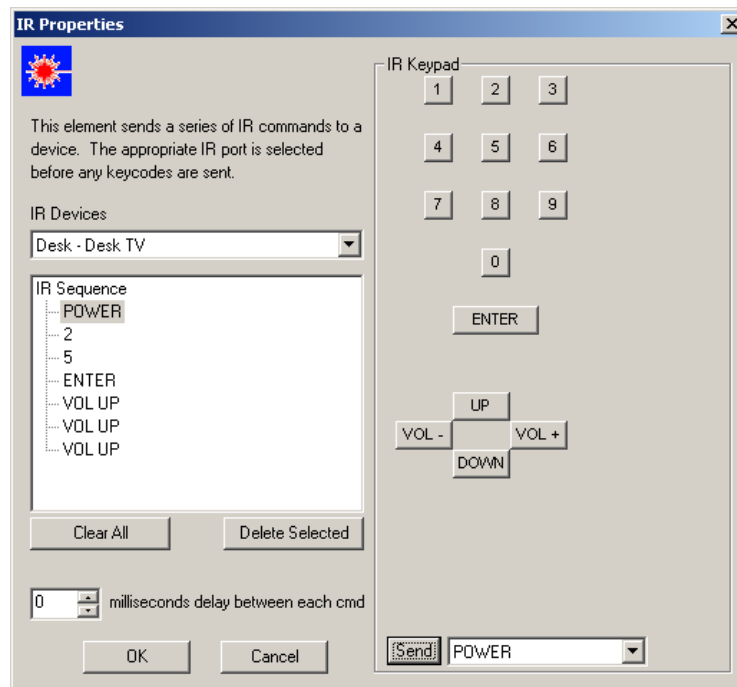 IR Properties
This element sends a series of IR commands to a
device. The appropriate IR port is selected
before any keycodes are sent.
IR Devices
Desk - Desk TV
IR Sequence
POWER
2
5
ENTER
VOL UP
VOL UP
VOL UP
Clear All Delete Selected
0 milliseconds delay between each cmd
OK Cancel
IR Keypad
1 2 3
4 5 6
7 8 9
0
ENTER
UP
VOL - VOL +
DOWN
Send POWER